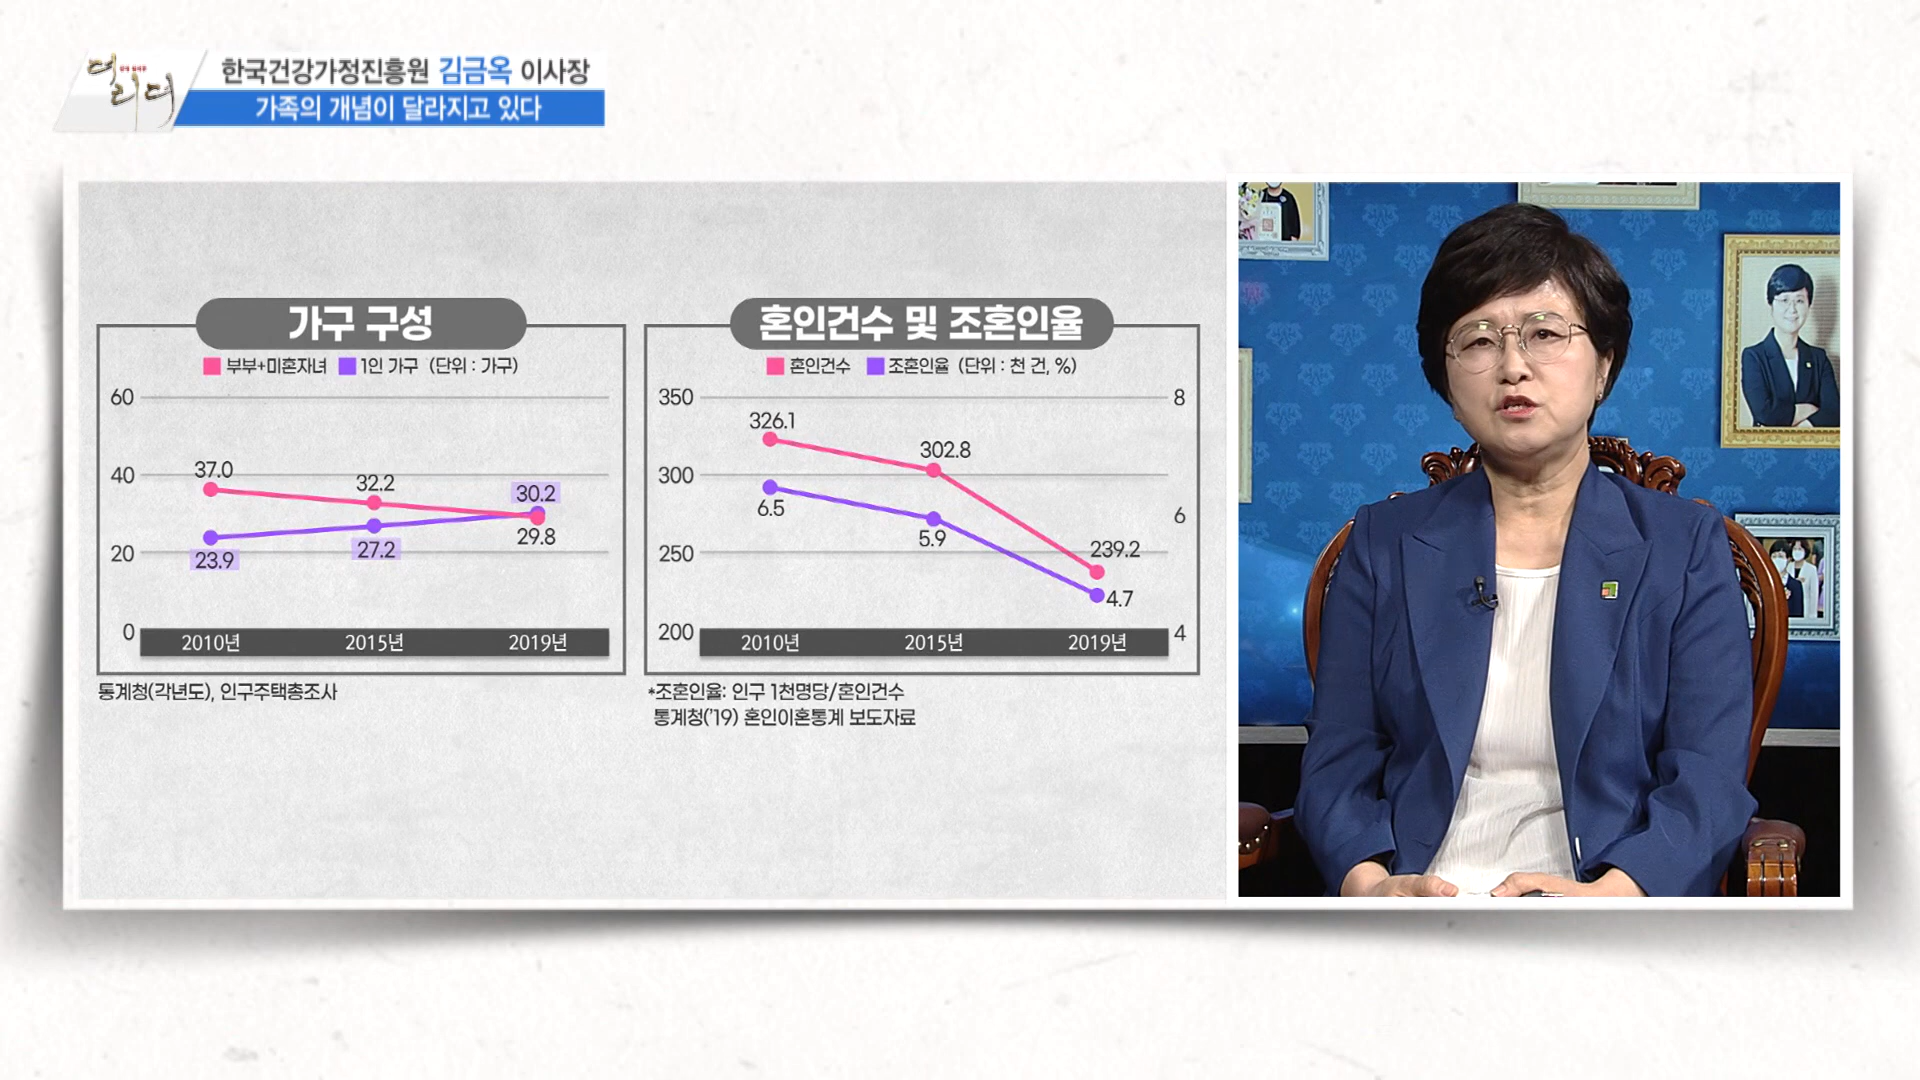 더 리더
한국건강가정진흥원 김금옥 이사장
가족의 개념이 달라지고 있다
가구 구성
부부+미혼자녀 1인 가구 (단위 : 가구)
60
40
20
0
37.0
32.2
30.2
23.9
27.2
29.8
2010년 2015년 2019년
통계청(각년도), 인구주택총조사
혼인건수 및 조혼인율
혼인건수 조혼인율 (단위 : 천 건, %)
350
300
250
200
8
6
4
326.1
302.8
239.2
6.5
5.9
4.7
2010년 2015년 2019년
*조혼인율: 인구 1천명당/혼인건수
통계청('19) 혼인이혼통계 보도자료